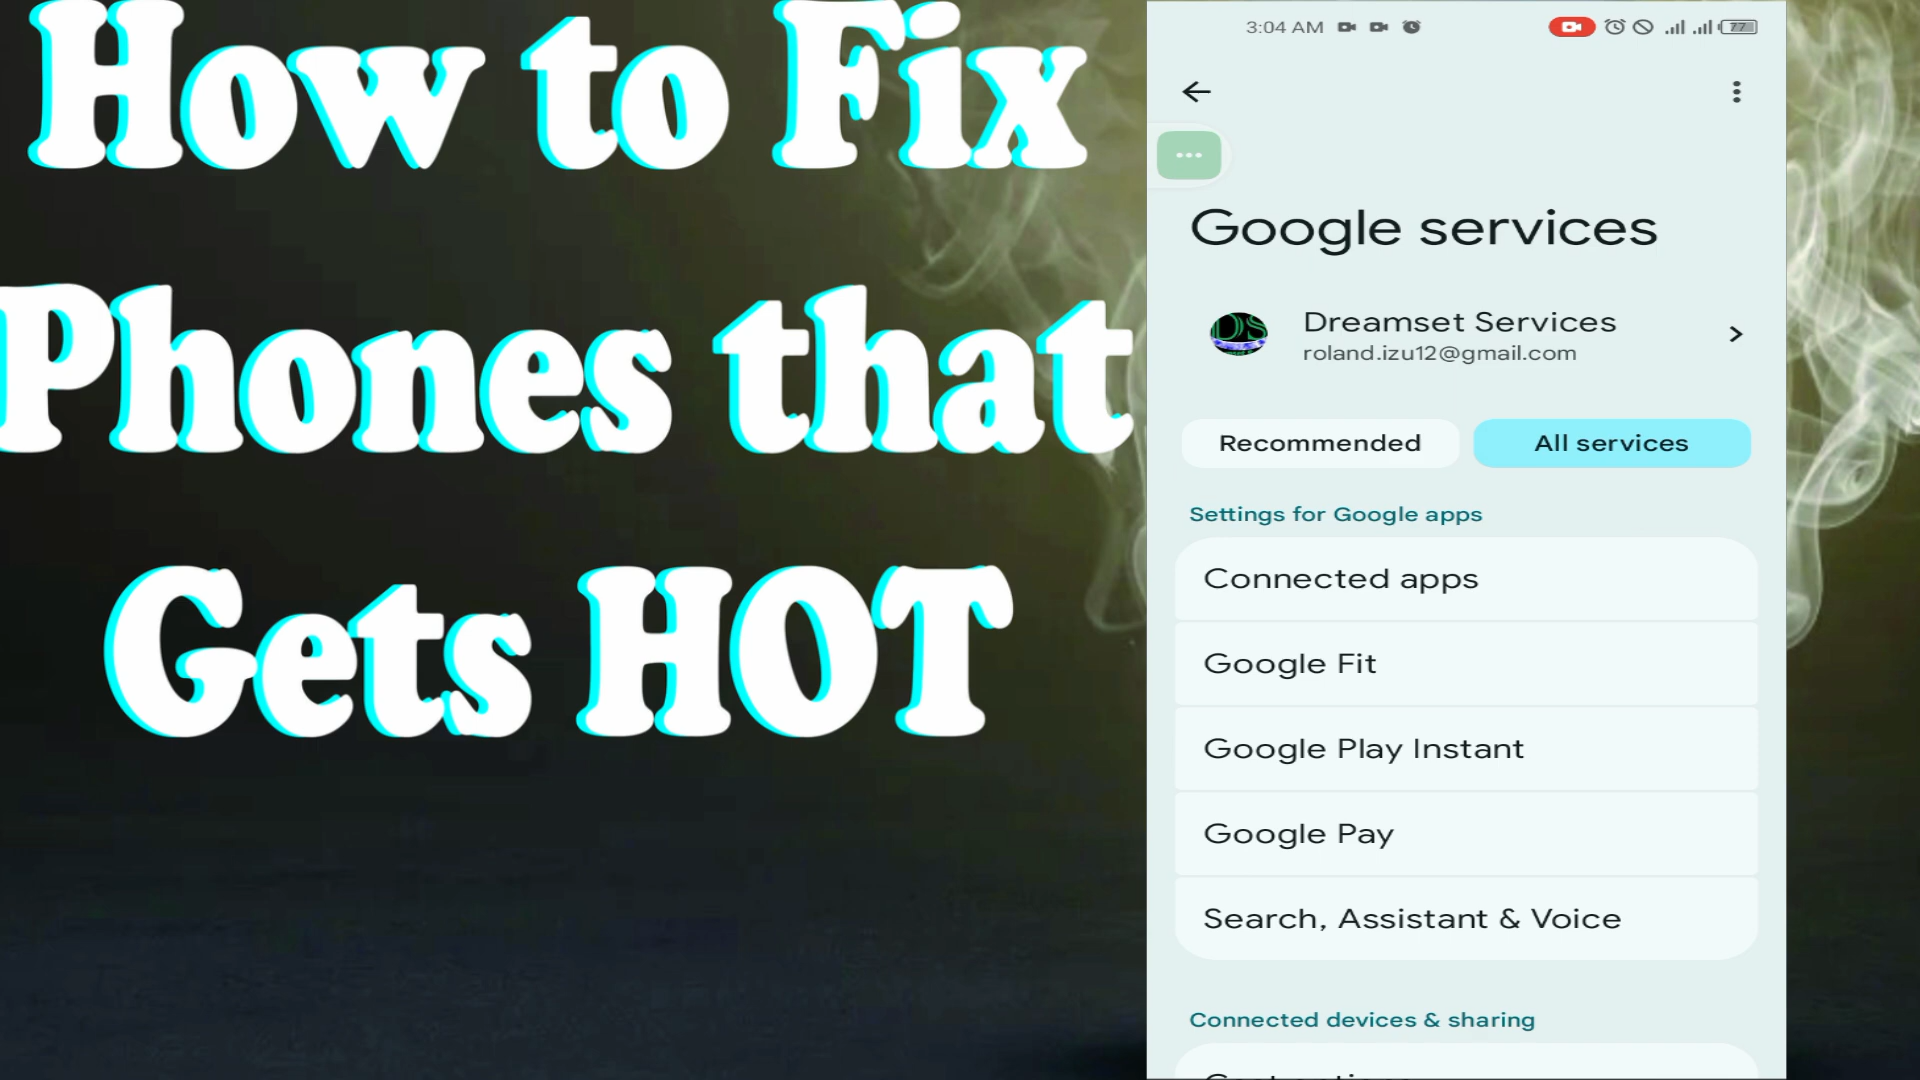 How to Fix
Phones that
Gets HOT
3:04 AM
77
Google services
DS
Dreamset Services
roland.izu12@gmail.com
Recommended
All services
Settings for Google apps
Connected apps
Google Fit
Google Play Instant
Google Pay
Search, Assistant & Voice
Connected devices & sharing